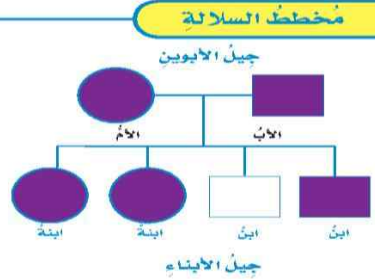 مُخططُ السلالةِ
جيلُ الأبوينِ
الأبُ
الأمُّ
ابنٌ
ابنٌ
ابنةٌ
ابنةٌ
جيلُ الأبناءِ